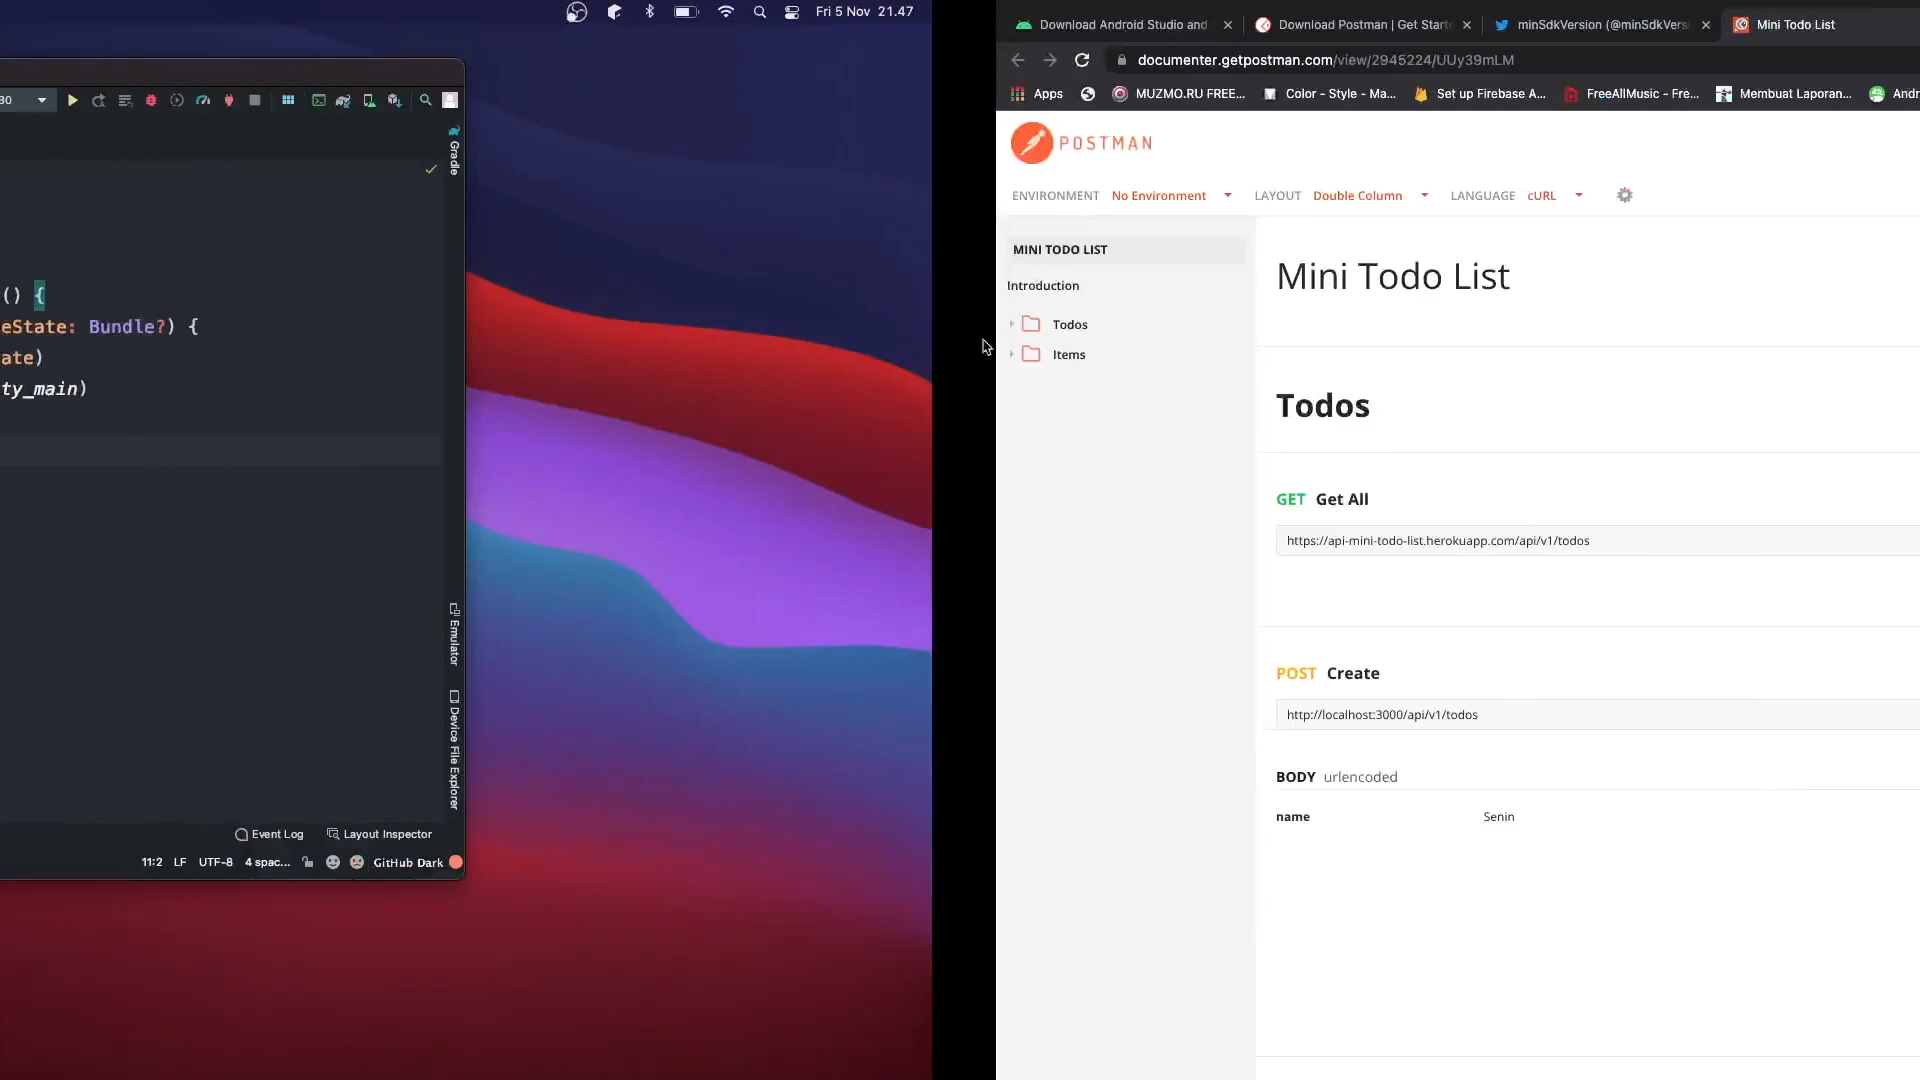 Fri 5 Nov 21.47
30
Gradle
() {
eState: Bundle?) {
ate)
ty_main)
Emulator
Device File Explorer
Event Log
Layout Inspector
11:2 LF UTF-8 4 spac... GitHub Dark
Download Android Studio and
Download Postman | Get Starte
minSdkVersion (@minSdkVersi
Mini Todo List
documenter.getpostman.com/view/2945224/UUy39mLM
Apps
MUZMO.RU FREE...
Color - Style - Ma...
Set up Firebase A...
FreeAllMusic - Fre...
Membuat Laporan...
Andr
POSTMAN
ENVIRONMENT No Environment
LAYOUT Double Column
LANGUAGE cURL
MINI TODO LIST
Introduction
Todos
Items
Mini Todo List
Todos
GET Get All
https://api-mini-todo-list.herokuapp.com/api/v1/todos
POST Create
http://localhost:3000/api/v1/todos
BODY urlencoded
name Senin